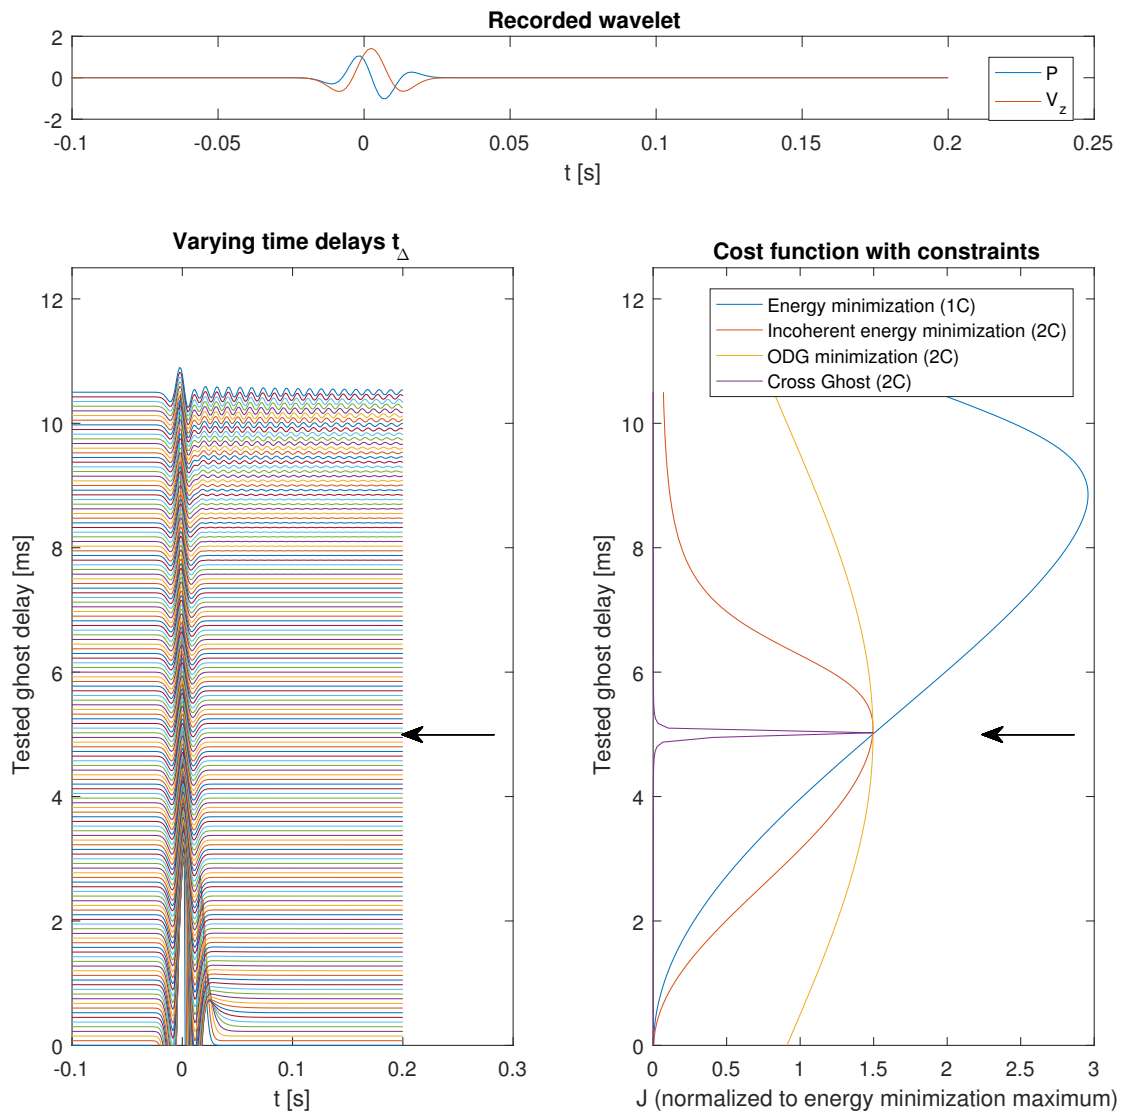 Recorded wavelet
2
0
-2
P
V_z
-0.1 -0.05 0 0.05 0.1 0.15 0.2 0.25
t [s]
Varying time delays t_Δ
12
10
8
6
4
2
0
Tested ghost delay [ms]
-0.1 0 0.1 0.2 0.3
t [s]
Cost function with constraints
Energy minimization (1C)
Incoherent energy minimization (2C)
ODG minimization (2C)
Cross Ghost (2C)
12
10
8
6
4
2
0
Tested ghost delay [ms]
0 0.5 1 1.5 2 2.5 3
J (normalized to energy minimization maximum)